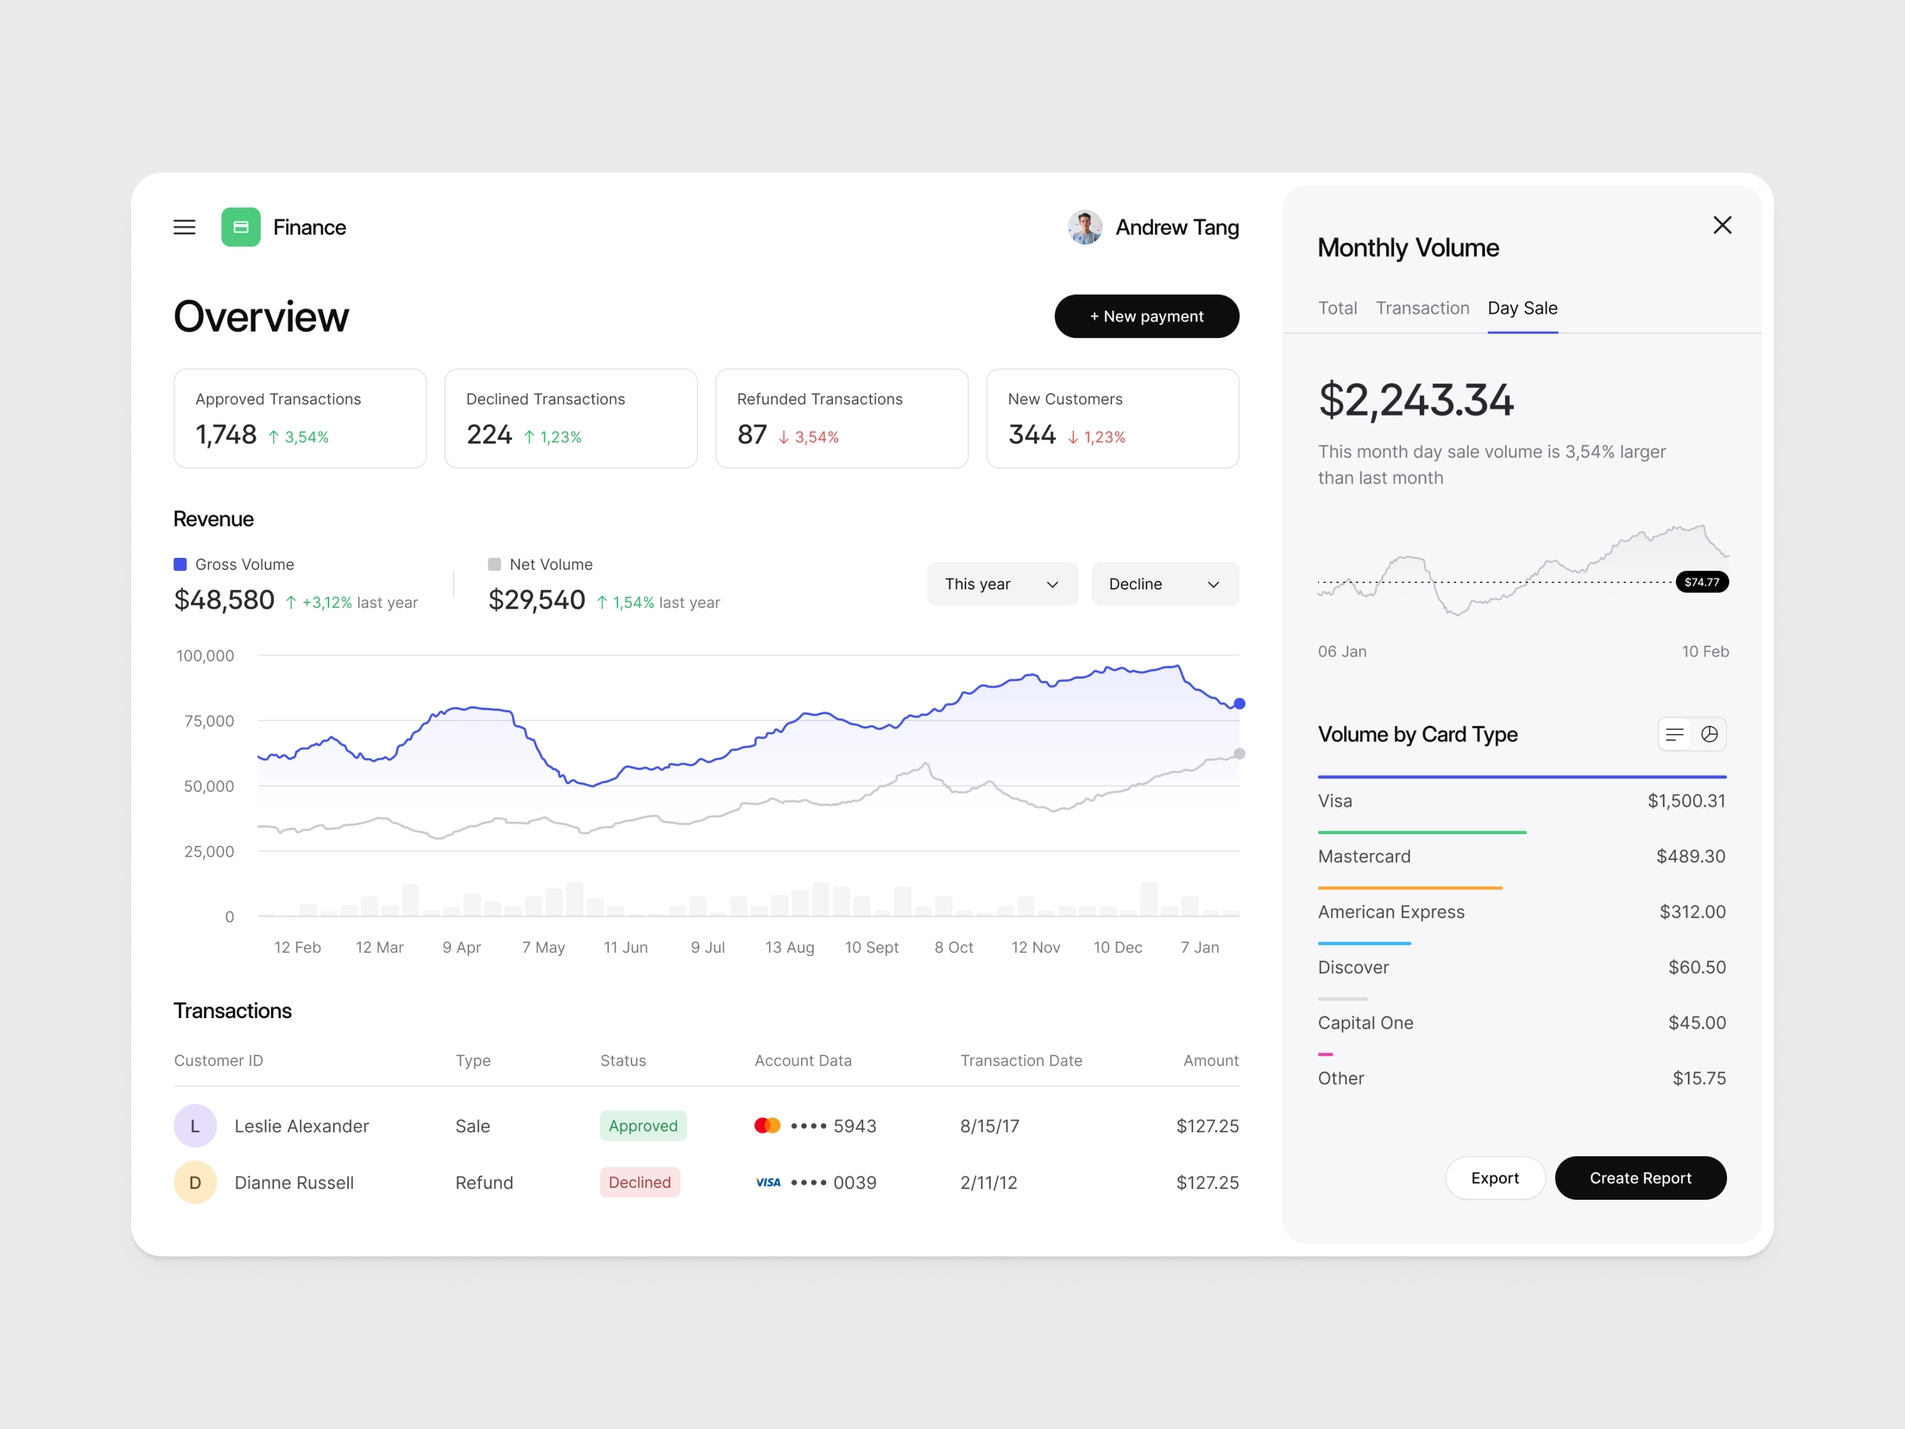 Finance
Andrew Tang
Overview
+ New payment
Approved Transactions
1,748 ↑ 3,54%
Declined Transactions
224 ↑ 1,23%
Refunded Transactions
87 ↓ 3,54%
New Customers
344 ↓ 1,23%
Revenue
Gross Volume
$48,580 ↑ +3,12% last year
Net Volume
$29,540 ↑ 1,54% last year
This year
Decline
100,000
75,000
50,000
25,000
0
12 Feb 12 Mar 9 Apr 7 May 11 Jun 9 Jul 13 Aug 10 Sept 8 Oct 12 Nov 10 Dec 7 Jan
Transactions
Customer ID Type Status Account Data Transaction Date Amount
L Leslie Alexander Sale Approved •••• 5943 8/15/17 $127.25
D Dianne Russell Refund Declined VISA •••• 0039 2/11/12 $127.25
Monthly Volume
Total Transaction Day Sale
$2,243.34
This month day sale volume is 3,54% larger
than last month
$74.77
06 Jan 10 Feb
Volume by Card Type
Visa $1,500.31
Mastercard $489.30
American Express $312.00
Discover $60.50
Capital One $45.00
Other $15.75
Export
Create Report